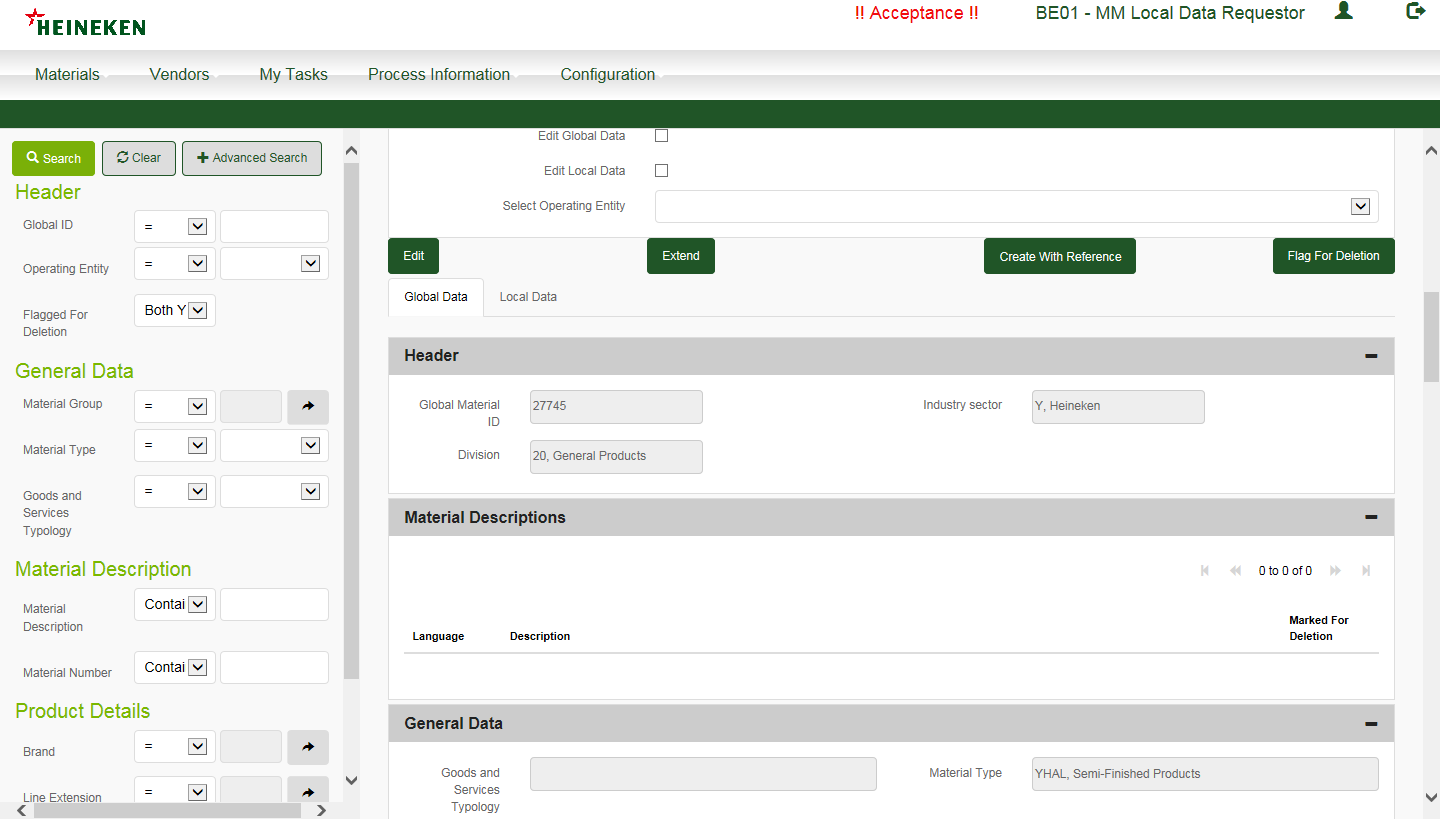 HEINEKEN
!! Acceptance !!
BE01 - MM Local Data Requestor
Materials
Vendors
My Tasks
Process Information
Configuration
Search
Clear
Advanced Search
Header
Global ID
=
Operating Entity
=
Flagged For
Deletion
Both Y
General Data
Material Group
=
Material Type
=
Goods and
Services
Typology
=
Material Description
Material
Description
Contai
Material Number
Contai
Product Details
Brand
=
Line Extension
=
Edit Global Data
Edit Local Data
Select Operating Entity
Edit
Extend
Create With Reference
Flag For Deletion
Global Data
Local Data
Header
Global Material
ID
27745
Industry sector
Y, Heineken
Division
20, General Products
Material Descriptions
0 to 0 of 0
Language
Description
Marked For
Deletion
General Data
Goods and
Services
Typology
Material Type
YHAL, Semi-Finished Products